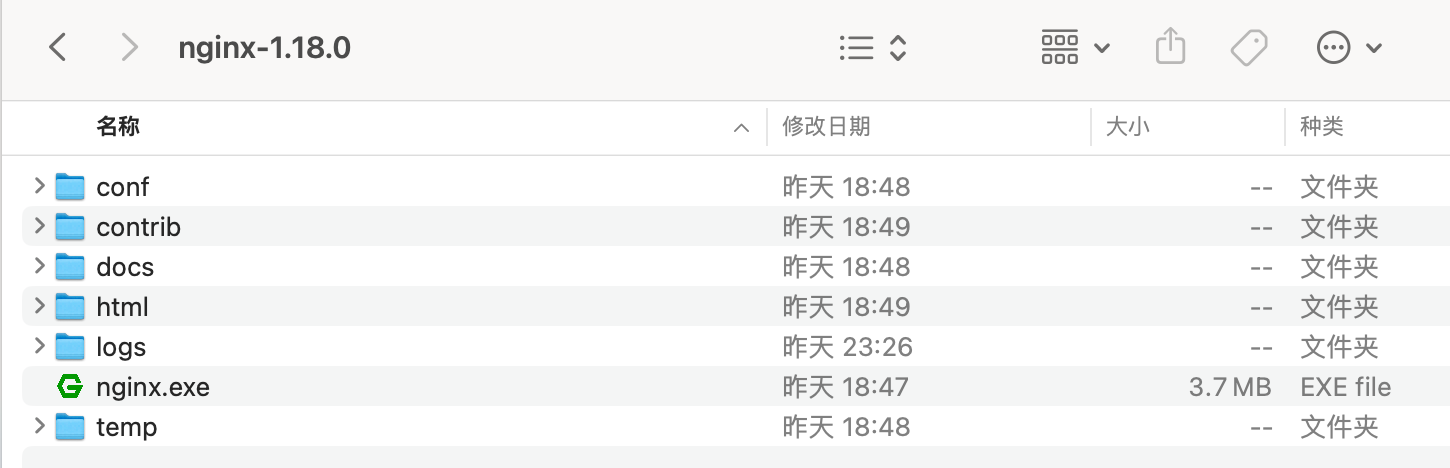 nginx-1.18.0
名称 修改日期 大小 种类
conf 昨天 18:48 -- 文件夹
contrib 昨天 18:49 -- 文件夹
docs 昨天 18:48 -- 文件夹
html 昨天 18:49 -- 文件夹
logs 昨天 23:26 -- 文件夹
nginx.exe 昨天 18:47 3.7 MB EXE file
temp 昨天 18:48 -- 文件夹